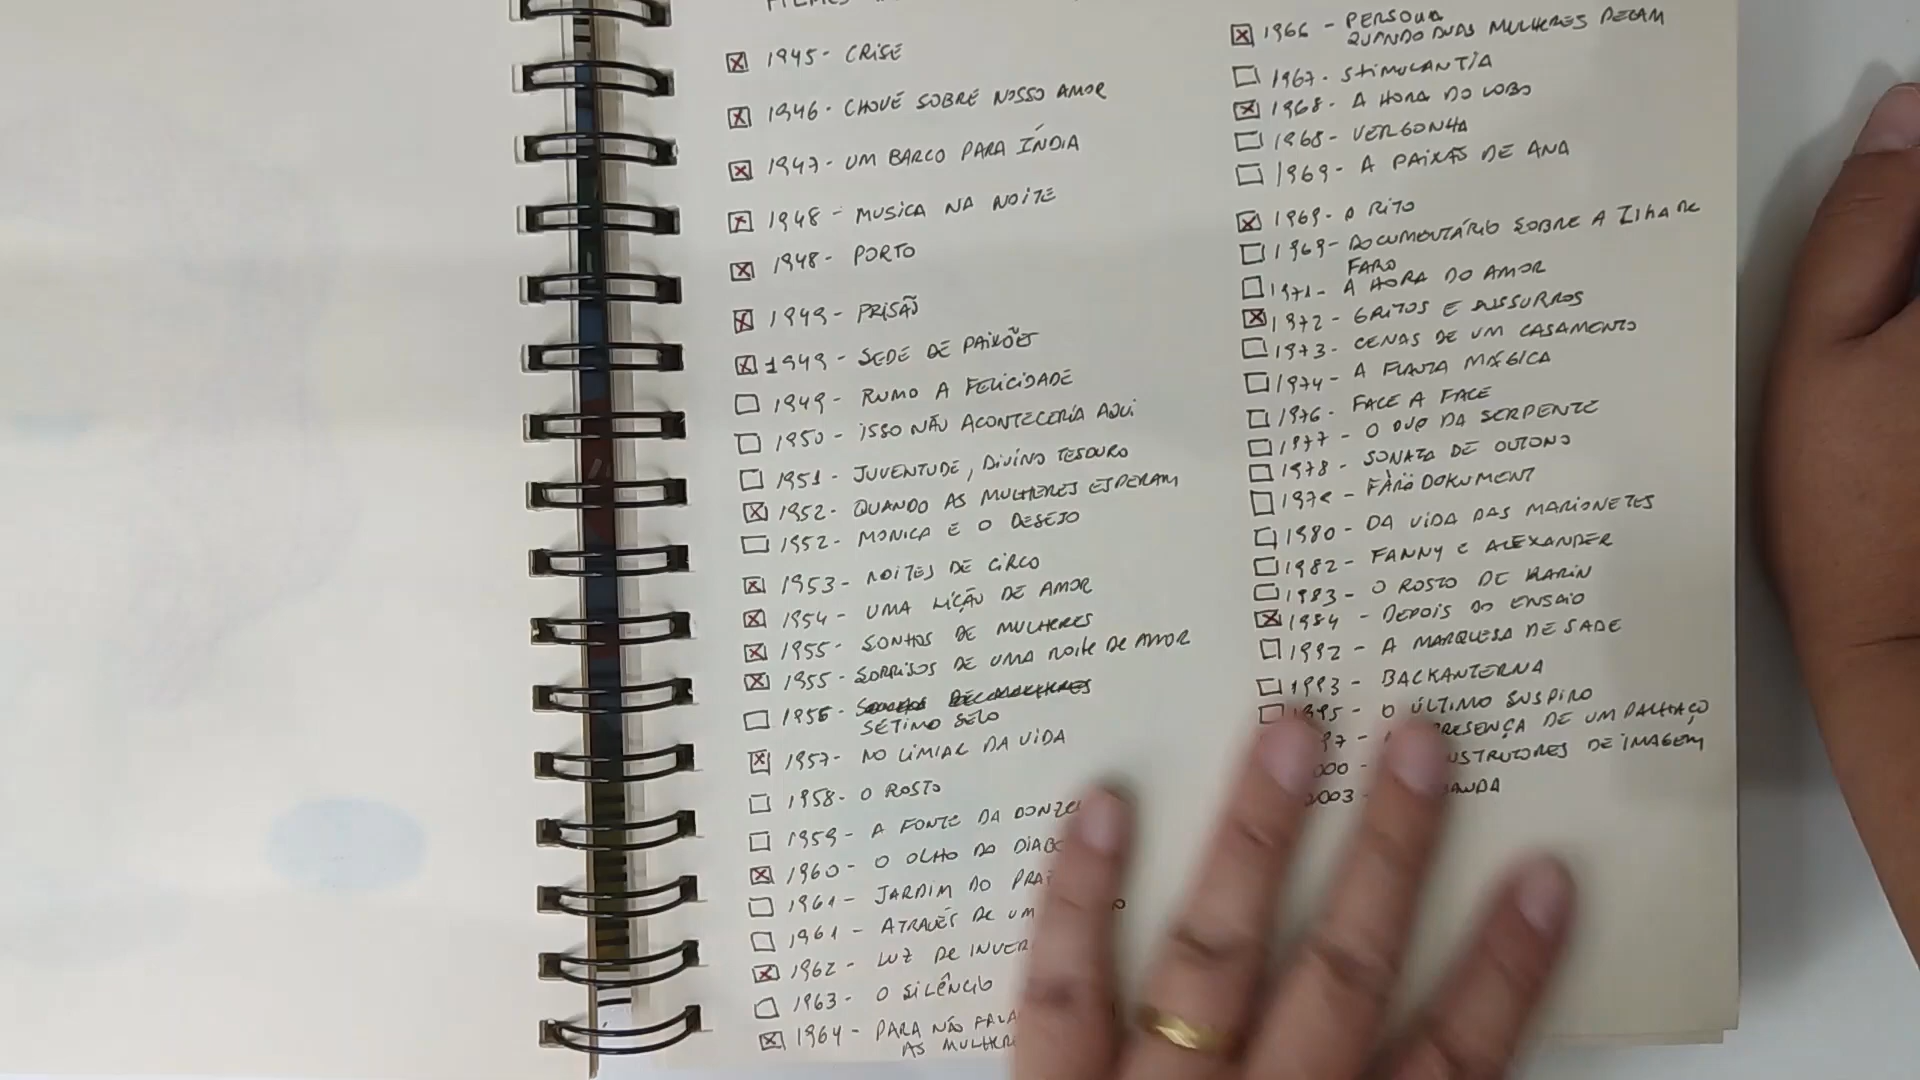 1945 - CRISE
1946 - CHOVE SOBRE NOSSO AMOR
1947 - UM BARCO PARA ÍNDIA
1948 - MUSICA NA NOITE
1948 - PORTO
1949 - PRISÃO
1949 - SEDE DE PAIXÕES
1949 - RUMO A FELICIDADE
1950 - ISSO NÃO ACONTECERIA AQUI
1951 - JUVENTUDE, DIVINO TESOURO
1952 - QUANDO AS MULHERES ESPERAM
1952 - MONICA E O DESEJO
1953 - NOITES DE CIRCO
1954 - UMA LIÇÃO DE AMOR
1955 - SONHOS DE MULHERES
1955 - SORRISOS DE UMA NOITE DE AMOR
1956 -
SÉTIMO SELO
1957 - NO LIMIAR DA VIDA
1958 - O ROSTO
1959 - A FONTE DA
1960 - O OLHO DO
1961 - JARDIM DO
1961 - ATRAVÉS DE UM
1962 - LUZ DE
1963 - O SILÊNCIO
1964 - PARA NÃO
AS
1966 - PERSONA
QUANDO DUAS MULHERES PECAM
1967 - STIMULANTIA
1968 - A HORA DO LOBO
1968 - VERGONHA
1969 - A PAIXÃO DE ANA
1969 - O RITO
1969 - DOCUMENTÁRIO SOBRE A ILHA DE
FARO
1971 - A HORA DO AMOR
1972 - GRITOS E SUSSURROS
1973 - CENAS DE UM CASAMENTO
1974 - A FLAUTA MÁGICA
1976 - FACE A FACE
1977 - O OVO DA SERPENTE
1978 - SONATA DE OUTONO
1979 - FÅRÖ DOKUMENT
1980 - DA VIDA DAS MARIONETES
1982 - FANNY E ALEXANDER
1983 - O ROSTO DE KARIN
1984 - DEPOIS DO ENSAIO
1992 - A MARQUESA DE SADE
1993 - BACKANTERNA
1995 - O ÚLTIMO SUSPIRO
DE UM PALHAÇO
DE IMAGEM
2003 -